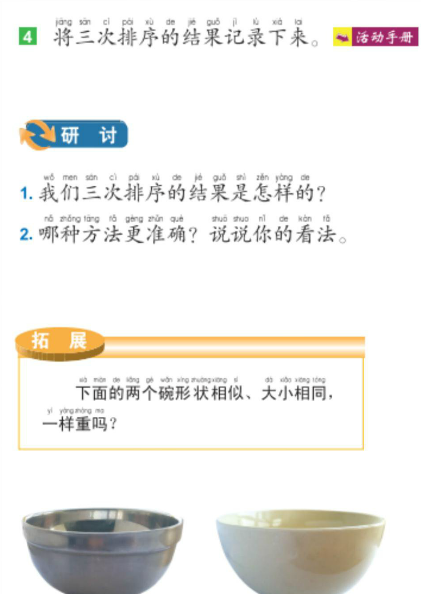 jiāng sān cì pái xù de jié guǒ jì lù xià lai
4 将三次排序的结果记录下来。 活动手册
研 讨
wǒ men sān cì pái xù de jié guǒ shì zěn yàng de
1. 我们三次排序的结果是怎样的?
nǎ zhǒng fāng fǎ gèng zhǔn què shuō shuo nǐ de kàn fǎ
2. 哪种方法更准确? 说说你的看法。
拓 展
xià miàn de liǎng gè wǎn xíng zhuàng xiāng sì dà xiǎo xiāng tóng
下面的两个碗形状相似、大小相同，
yí yàng zhòng ma
一样重吗?